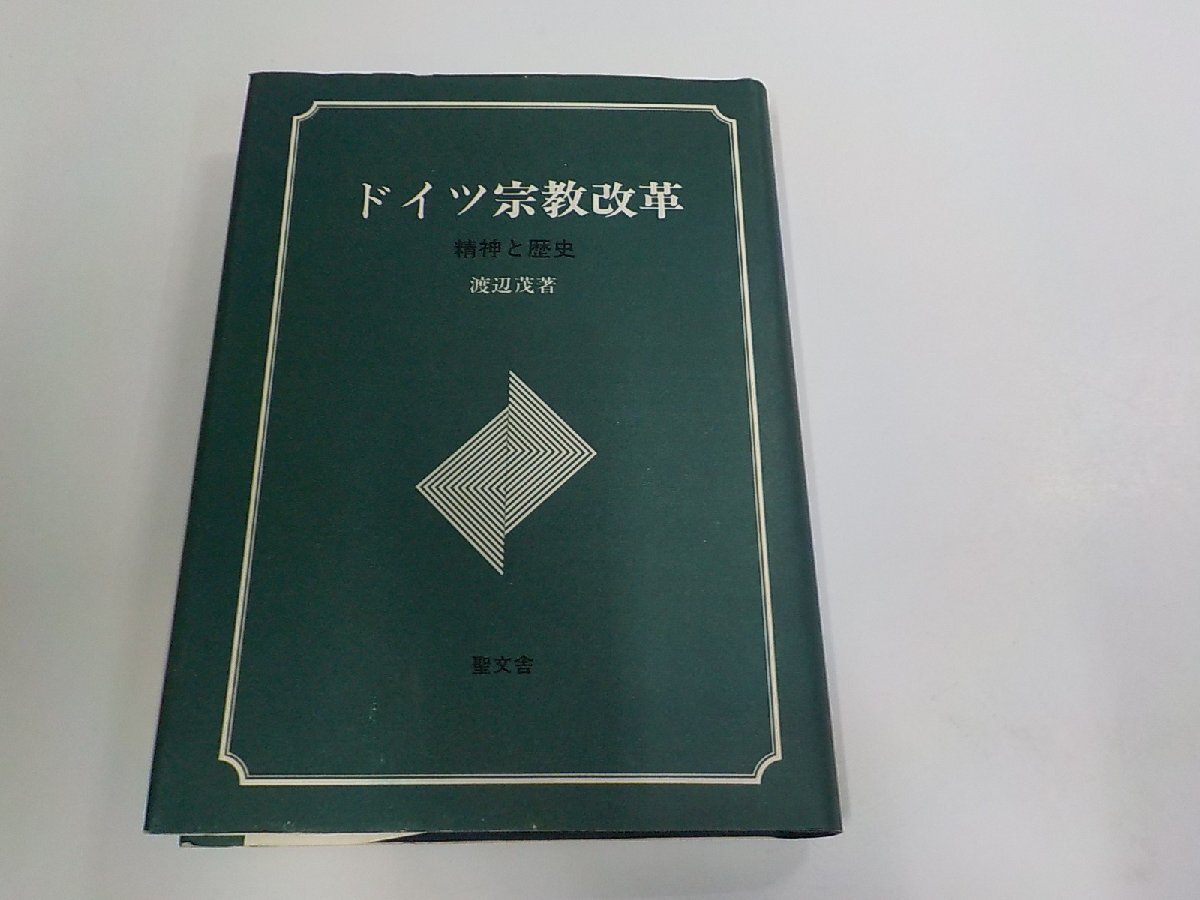 ドイツ宗教改革
精神と歴史
渡辺茂著
聖文舎